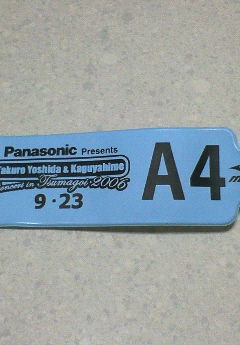 Panasonic Presents
Takuro Yoshida & Kaguyahime
Concert in Tsumagoi 2006
9・23
A4